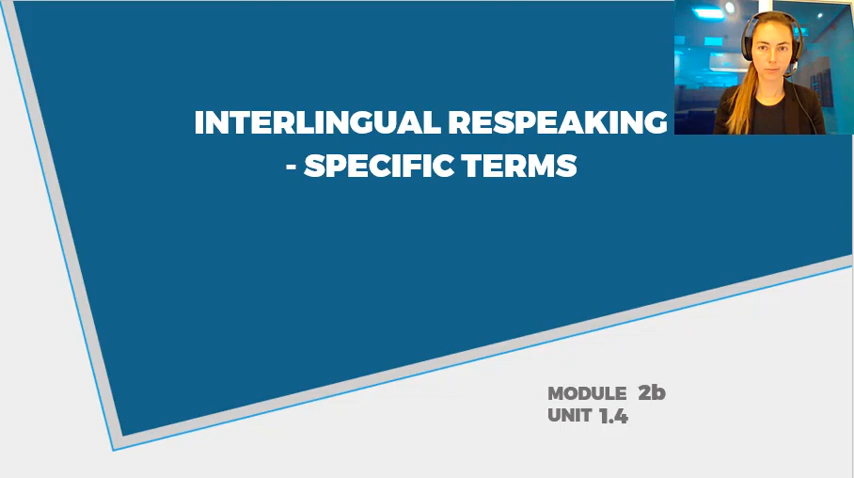 INTERLINGUAL RESPEAKING
- SPECIFIC TERMS
MODULE 2b
UNIT 1.4